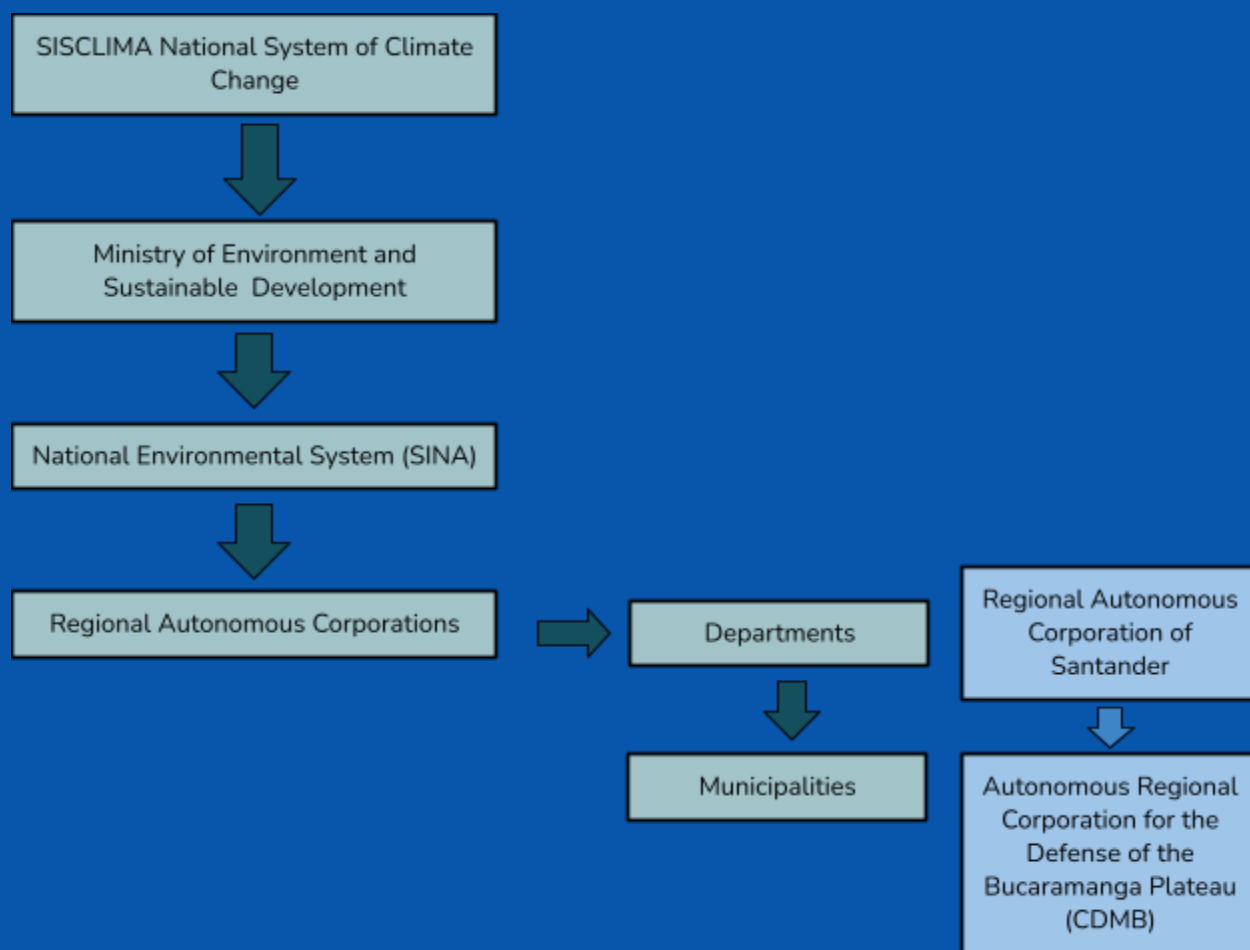 SISCLIMA National System of Climate
Change
Ministry of Environment and
Sustainable Development
National Environmental System (SINA)
Regional Autonomous Corporations
Departments
Municipalities
Regional Autonomous
Corporation of
Santander
Autonomous Regional
Corporation for the
Defense of the
Bucaramanga Plateau
(CDMB)